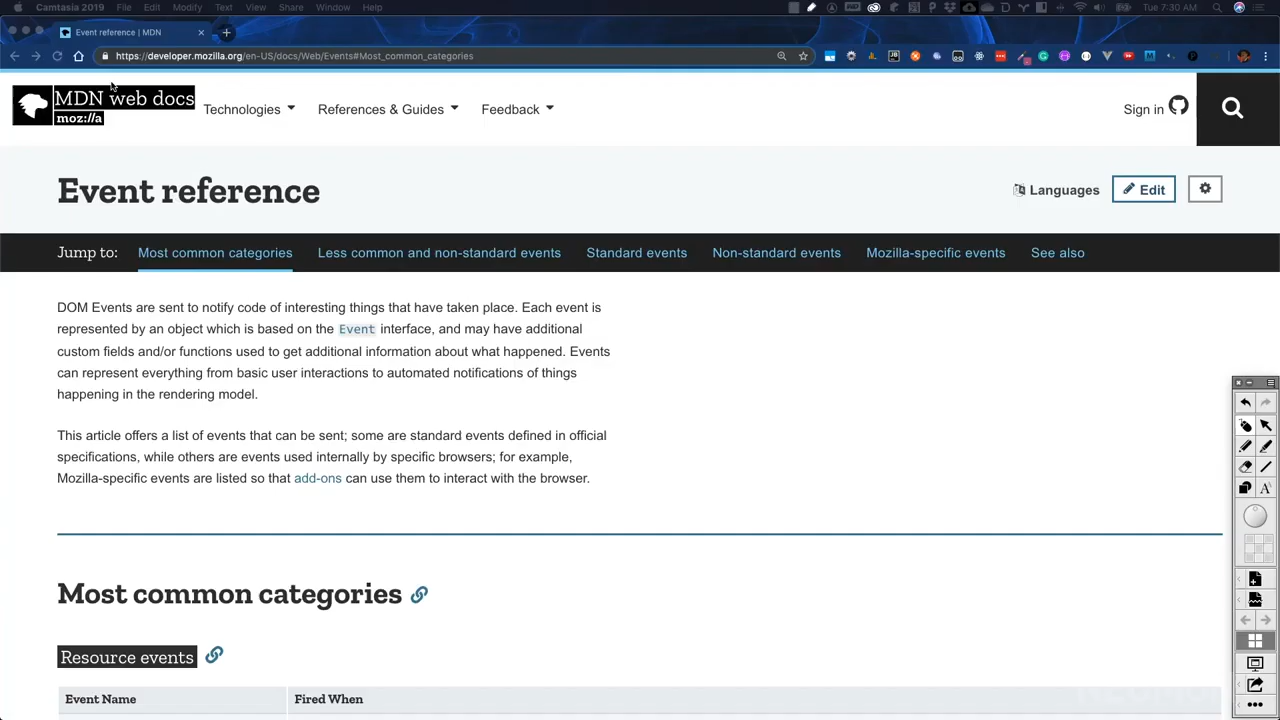 Camtasia 2019 File Edit Modify Arrange Text View Share Window Help Tue 7:30 AM
Event reference | MDN
https://developer.mozilla.org/en-US/docs/Web/Events#Most_common_categories
MDN web docs
moz://a
Technologies References & Guides Feedback Sign in
Event reference
Languages Edit
Jump to: Most common categories Less common and non-standard events Standard events Non-standard events Mozilla-specific events See also
DOM Events are sent to notify code of interesting things that have taken place. Each event is
represented by an object which is based on the Event interface, and may have additional
custom fields and/or functions used to get additional information about what happened. Events
can represent everything from basic user interactions to automated notifications of things
happening in the rendering model.
This article offers a list of events that can be sent; some are standard events defined in official
specifications, while others are events used internally by specific browsers; for example,
Mozilla-specific events are listed so that add-ons can use them to interact with the browser.
Most common categories
Resource events
Event Name Fired When